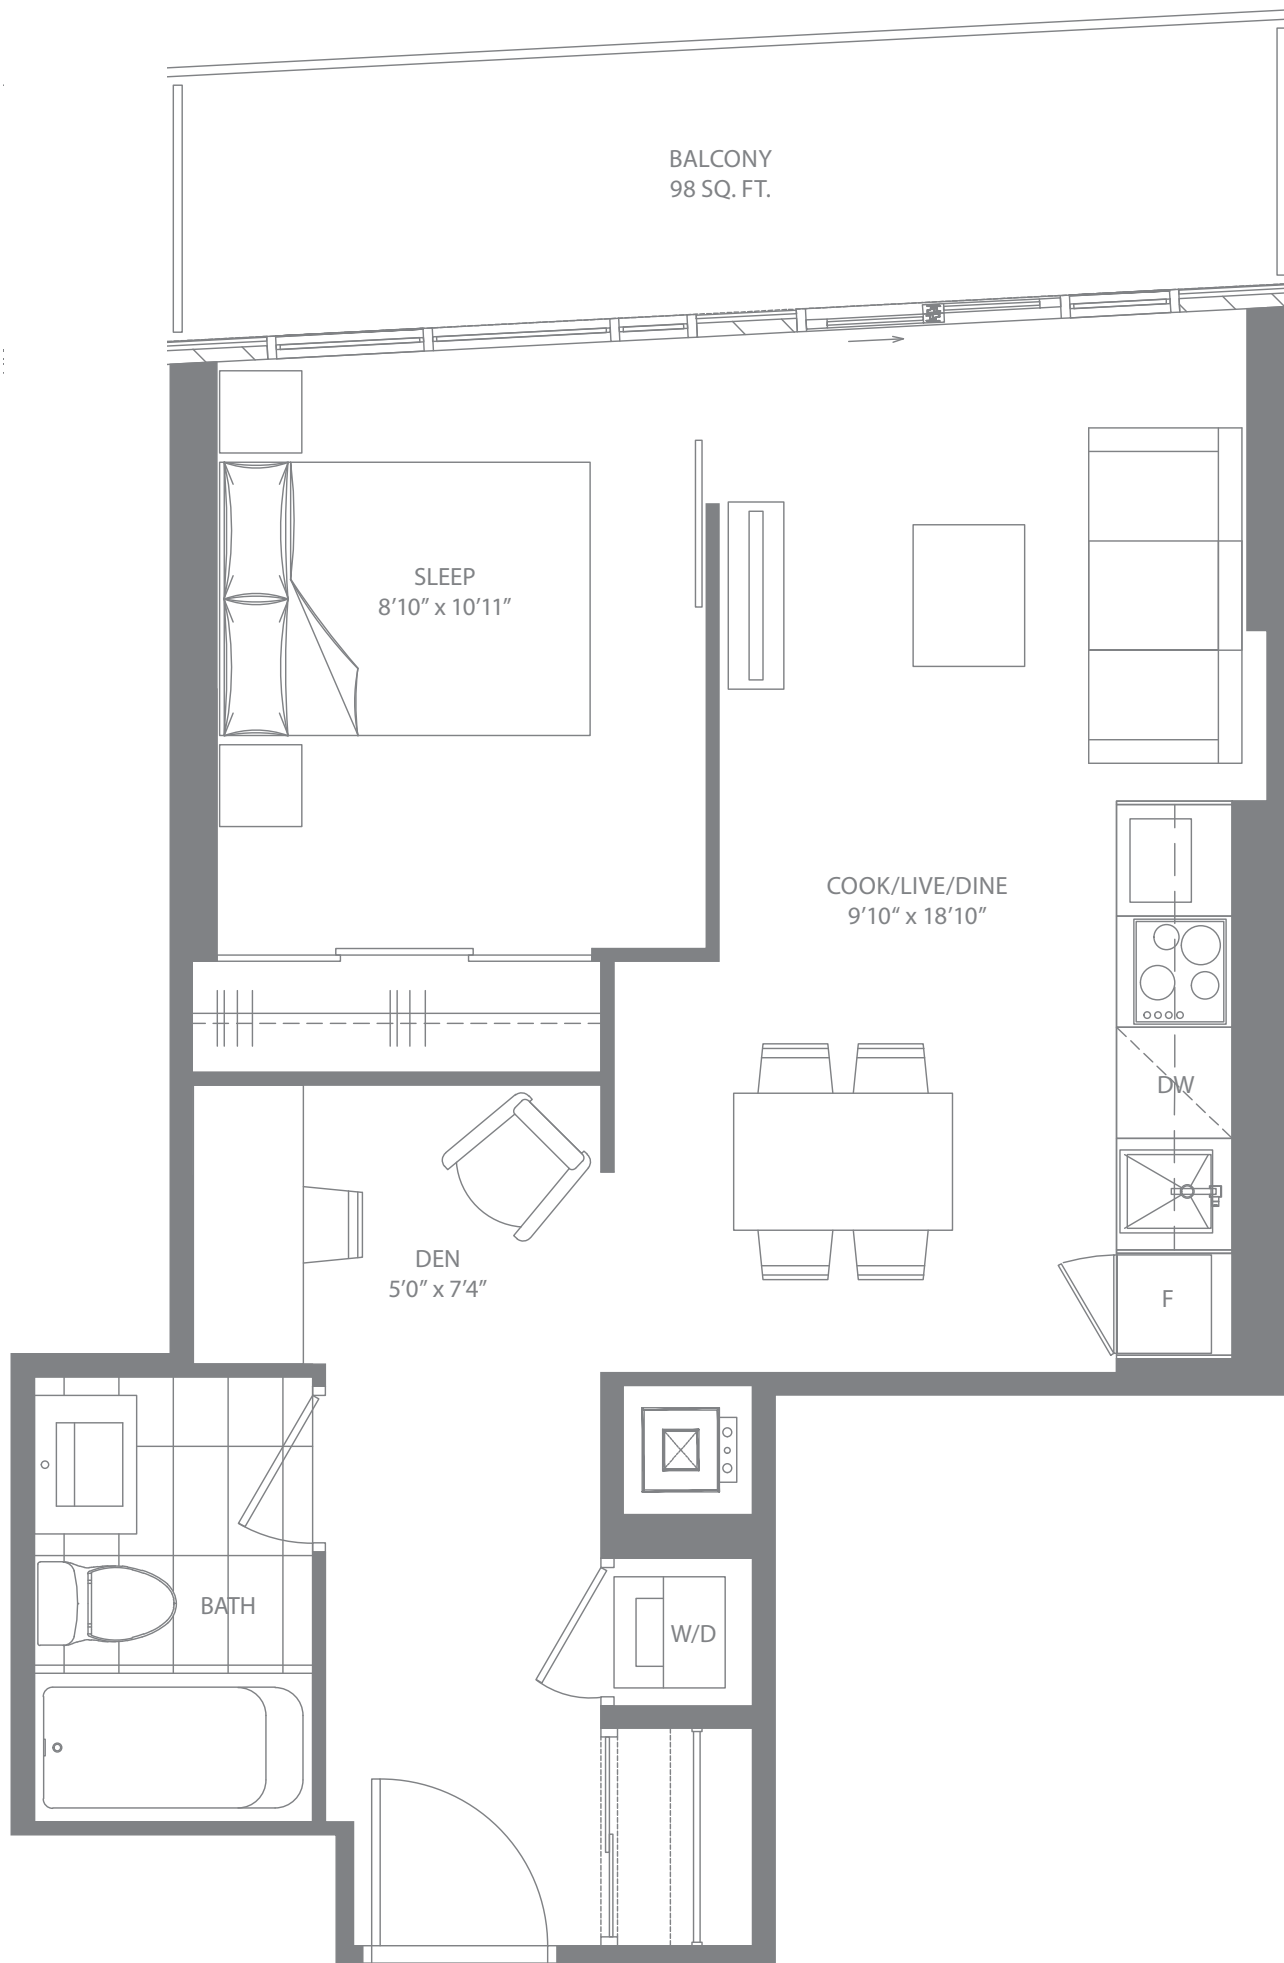 BALCONY
98 SQ. FT.
SLEEP
8’10” x 10’11”
COOK/LIVE/DINE
9’10“ x 18’10”
DW
DEN
5’0” x 7’4”
F
BATH
W/D